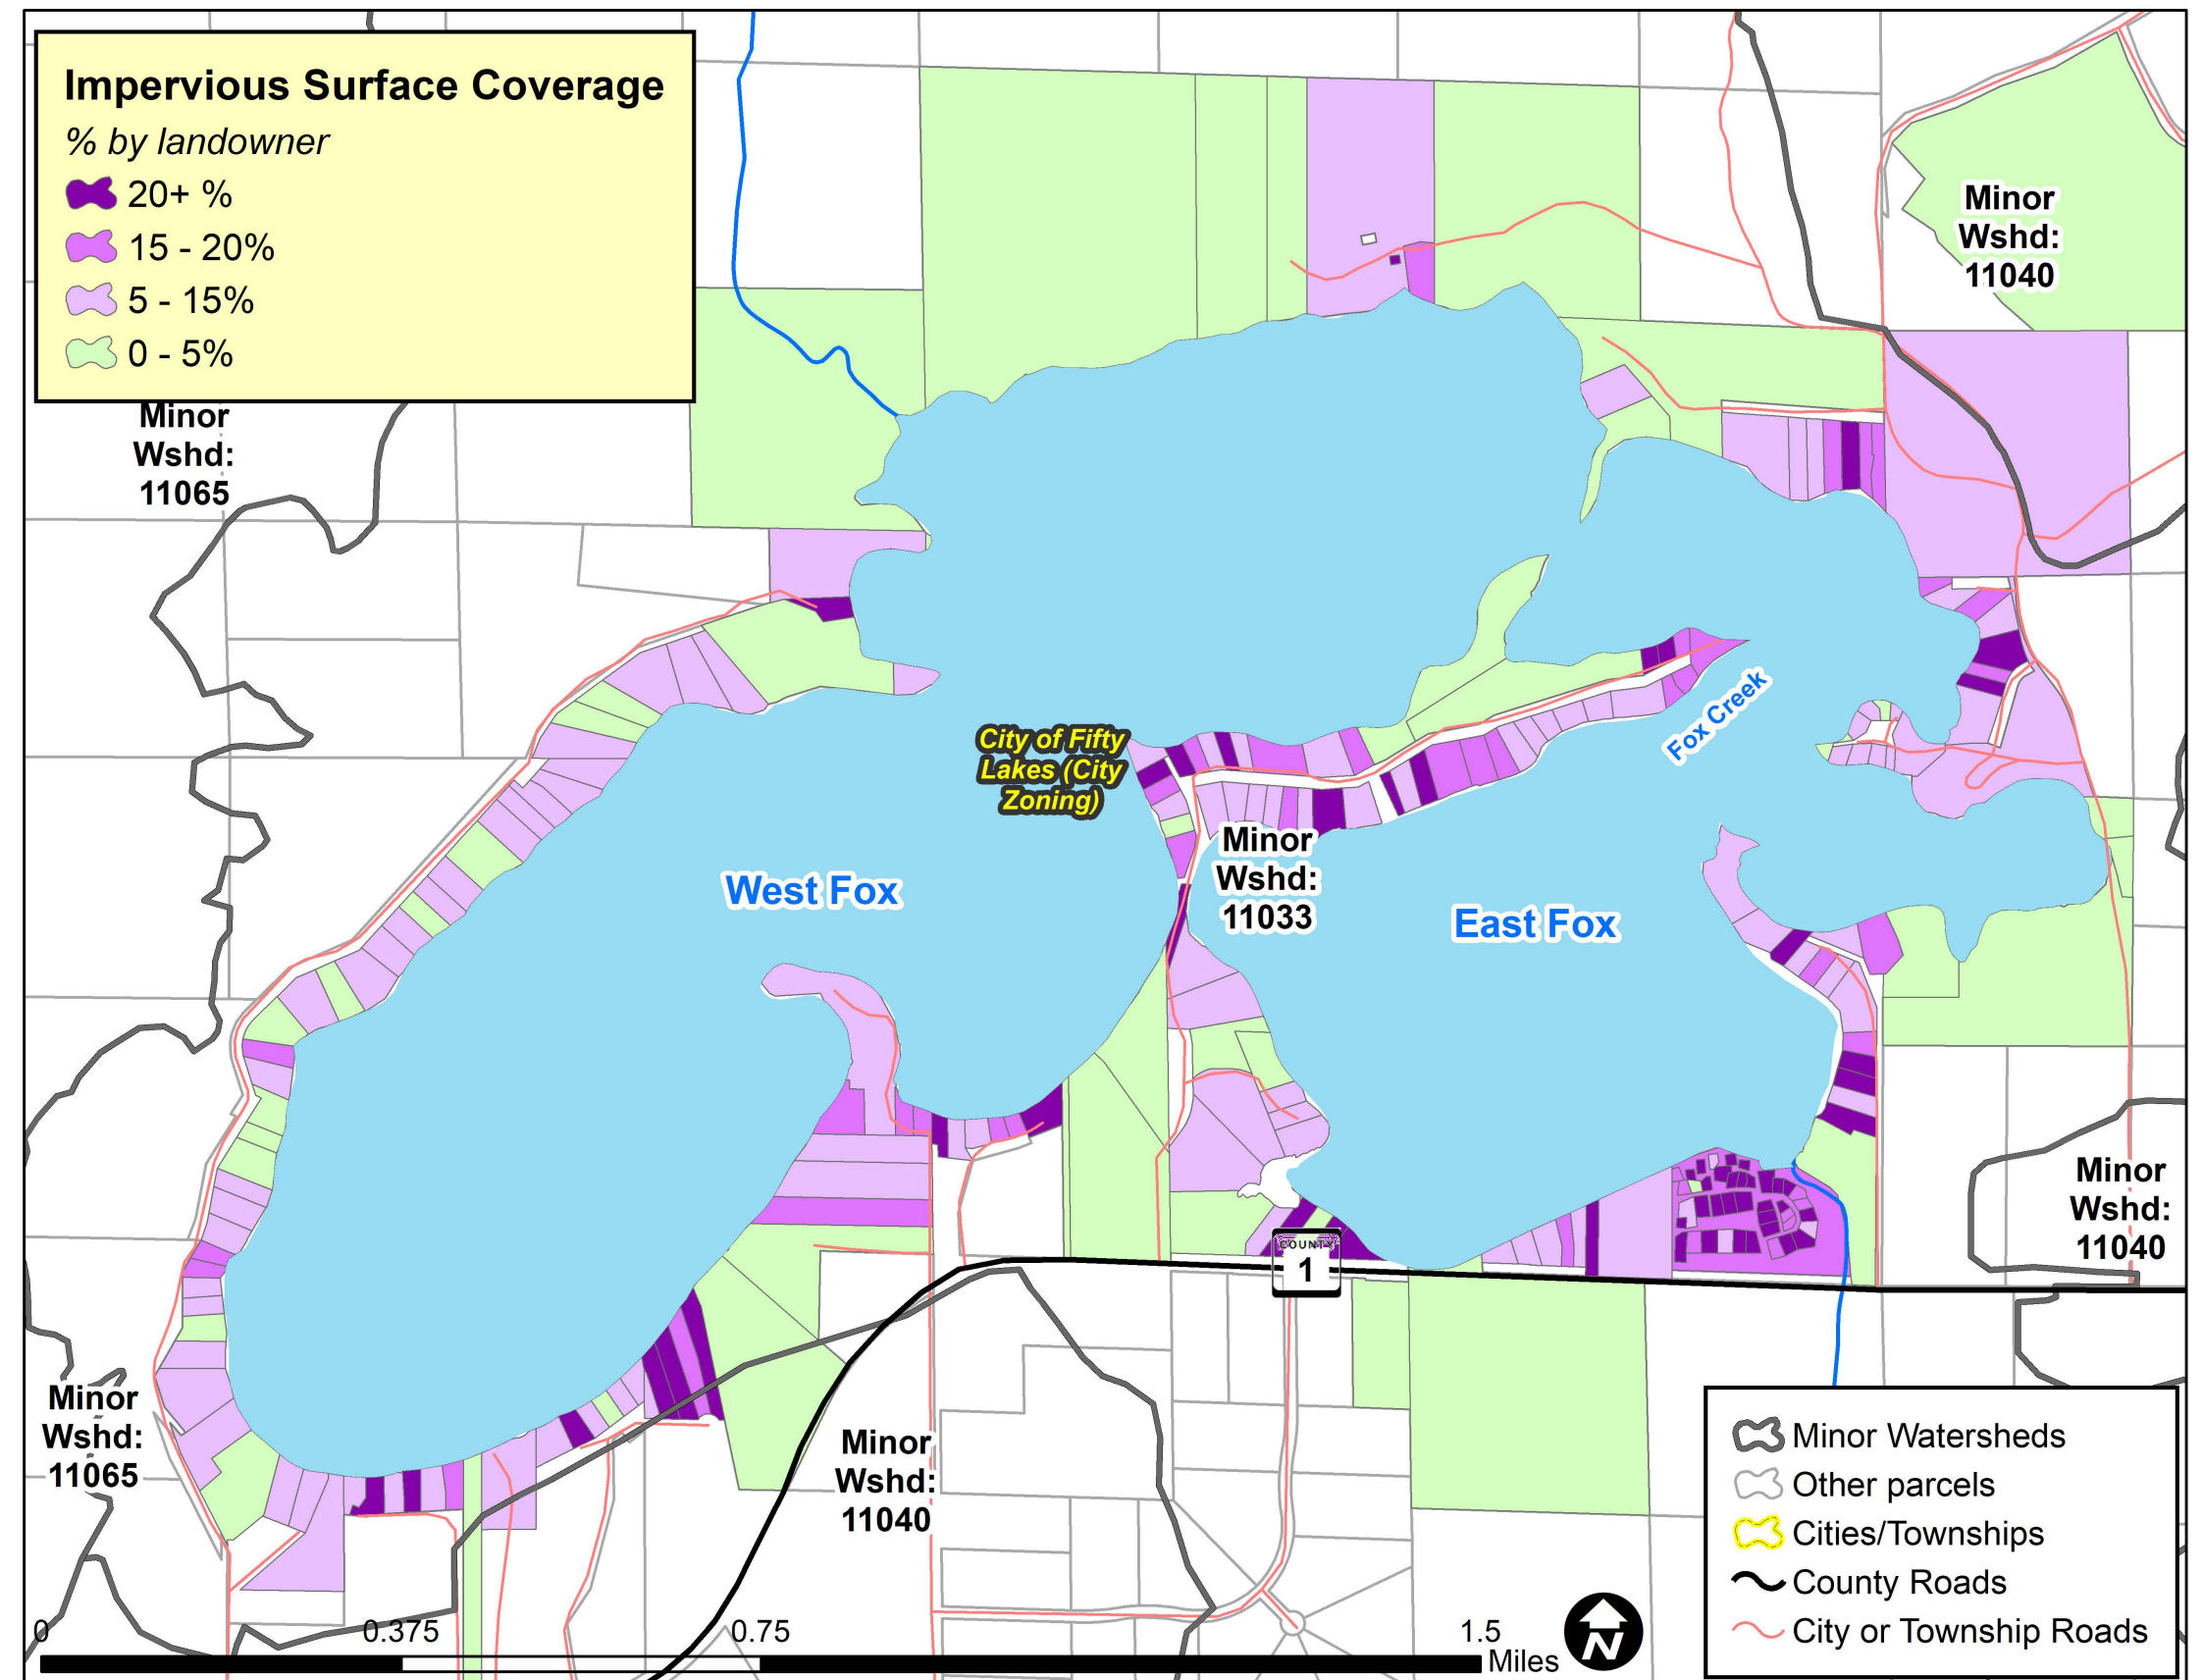 Impervious Surface Coverage
% by landowner
20+ %
15 - 20%
5 - 15%
0 - 5%
Minor
Wshd:
11040
Minor
Wshd:
11065
Fox Creek
City of Fifty
Lakes (City
Zoning)
Minor
Wshd:
11033
West Fox
East Fox
Minor
Wshd:
11040
COUNTY
1
Minor
Wshd:
11065
Minor
Wshd:
11040
Minor Watersheds
Other parcels
Cities/Townships
County Roads
City or Township Roads
0 0.375 0.75 1.5
Miles
N